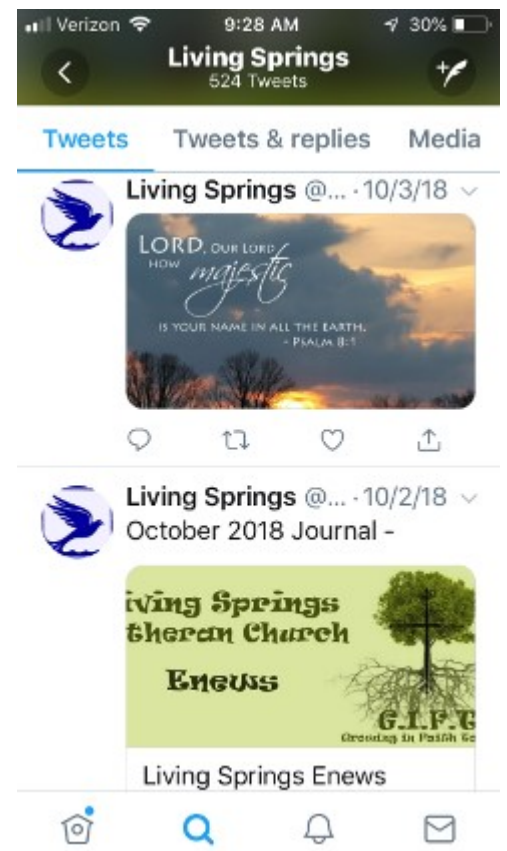 Verizon 9:28 AM 30%
Living Springs
524 Tweets
Tweets Tweets & replies Media
Living Springs @... · 10/3/18
LORD, OUR LORD
HOW majestic
IS YOUR NAME IN ALL THE EARTH.
- PSALM 8:1
Living Springs @... · 10/2/18
October 2018 Journal -
iving Springs
theran Church
Enews
G.I.F.T
Growing in Faith
Living Springs Enews